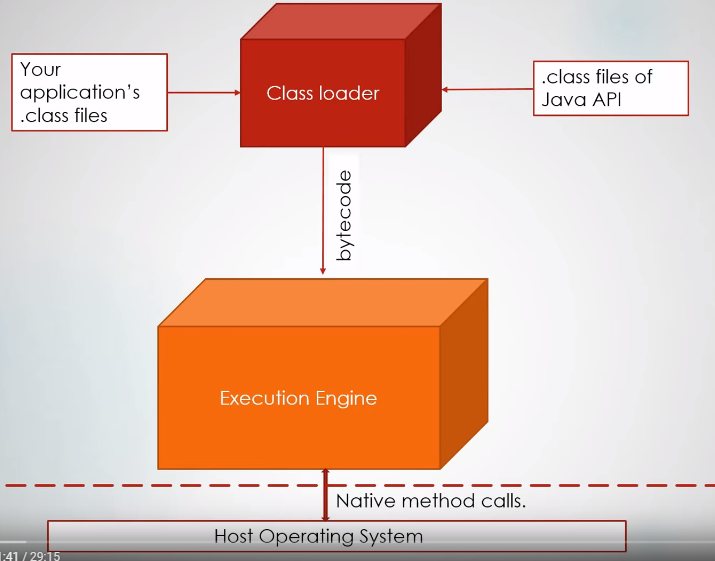 Your
application's
.class files
Class loader
.class files of
Java API
bytecode
Execution Engine
Native method calls.
Host Operating System
:41 / 29:15